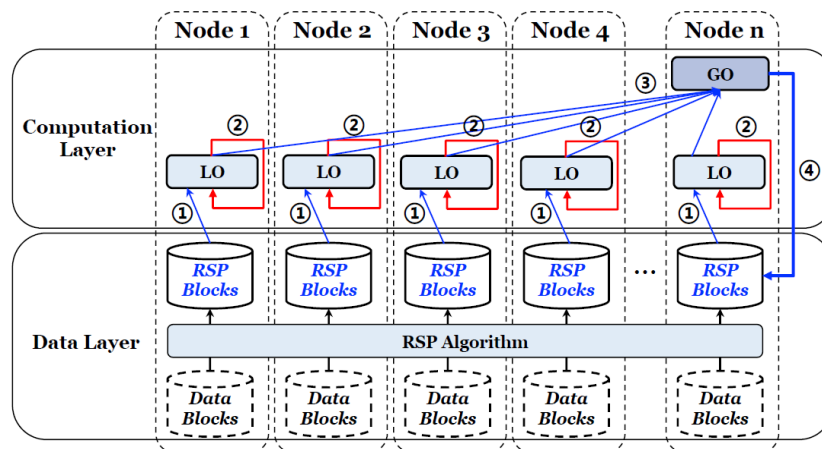 Node 1 Node 2 Node 3 Node 4 Node n
GO
③
Computation
Layer
② ② ② ② ②
LO LO LO LO LO
④
① ① ① ① ①
RSP
Blocks
RSP
Blocks
RSP
Blocks
RSP
Blocks
...
RSP
Blocks
Data Layer
RSP Algorithm
Data
Blocks
Data
Blocks
Data
Blocks
Data
Blocks
Data
Blocks